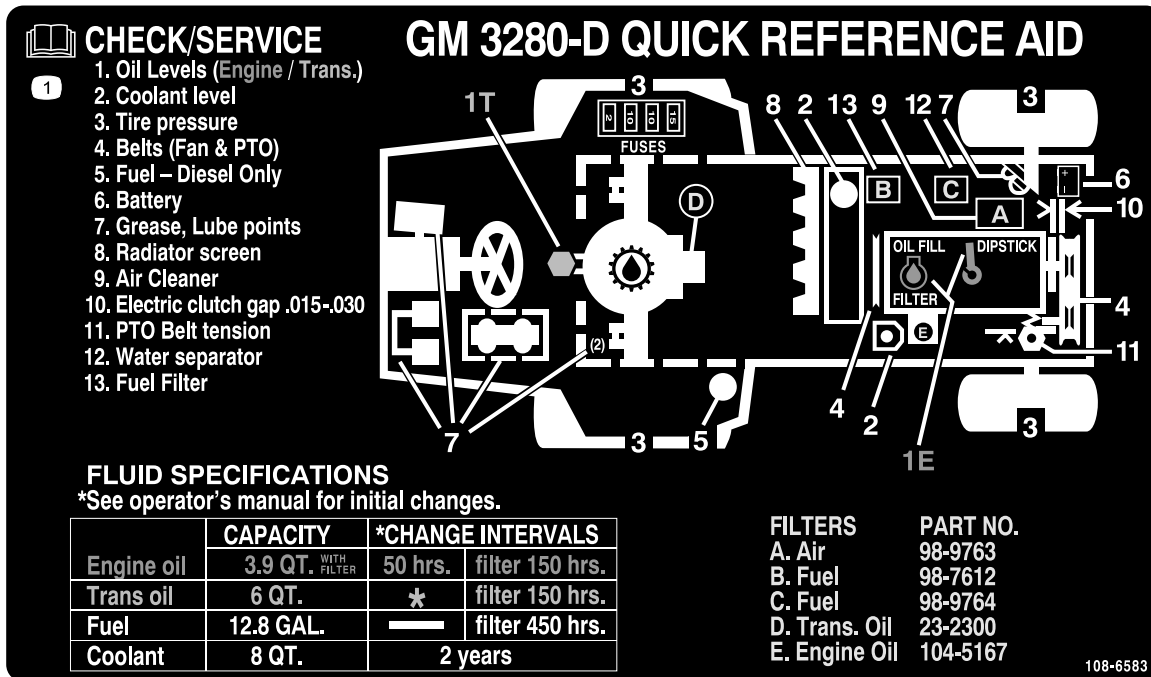 CHECK/SERVICE
1
1. Oil Levels (Engine / Trans.)
2. Coolant level
3. Tire pressure
4. Belts (Fan & PTO)
5. Fuel – Diesel Only
6. Battery
7. Grease, Lube points
8. Radiator screen
9. Air Cleaner
10. Electric clutch gap .015-.030
11. PTO Belt tension
12. Water separator
13. Fuel Filter
GM 3280-D QUICK REFERENCE AID
3
1T
2 10 10 15
FUSES
8 2 13 9 12 7
3
D
B
C
A
+
-
6
10
OIL FILL
DIPSTICK
FILTER
E
(2)
4
11
7
3
5
4
2
1E
3
FLUID SPECIFICATIONS
*See operator's manual for initial changes.
CAPACITY *CHANGE INTERVALS
Engine oil 3.9 QT. WITH FILTER 50 hrs. filter 150 hrs.
Trans oil 6 QT. * filter 150 hrs.
Fuel 12.8 GAL. — filter 450 hrs.
Coolant 8 QT. 2 years
FILTERS PART NO.
A. Air 98-9763
B. Fuel 98-7612
C. Fuel 98-9764
D. Trans. Oil 23-2300
E. Engine Oil 104-5167
108-6583